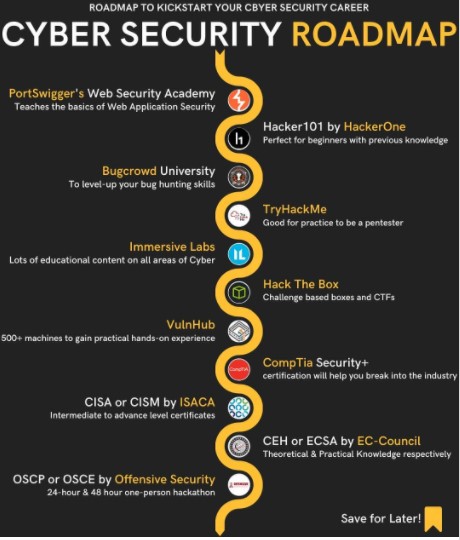 ROADMAP TO KICKSTART YOUR CBYER SECURITY CAREER
CYBER SECURITY ROADMAP
PortSwigger's Web Security Academy
Teaches the basics of Web Application Security
Hacker101 by HackerOne
Perfect for beginners with previous knowledge
Bugcrowd University
To level-up your bug hunting skills
TryHackMe
Good for practice to be a pentester
Immersive Labs
Lots of educational content on all areas of Cyber
Hack The Box
Challenge based boxes and CTFs
VulnHub
500+ machines to gain practical hands-on experience
CompTia Security+
certification will help you break into the industry
CISA or CISM by ISACA
Intermediate to advance level certificates
CEH or ECSA by EC-Council
Theoretical & Practical Knowledge respectively
OSCP or OSCE by Offensive Security
24-hour & 48 hour one-person hackathon
Save for Later!